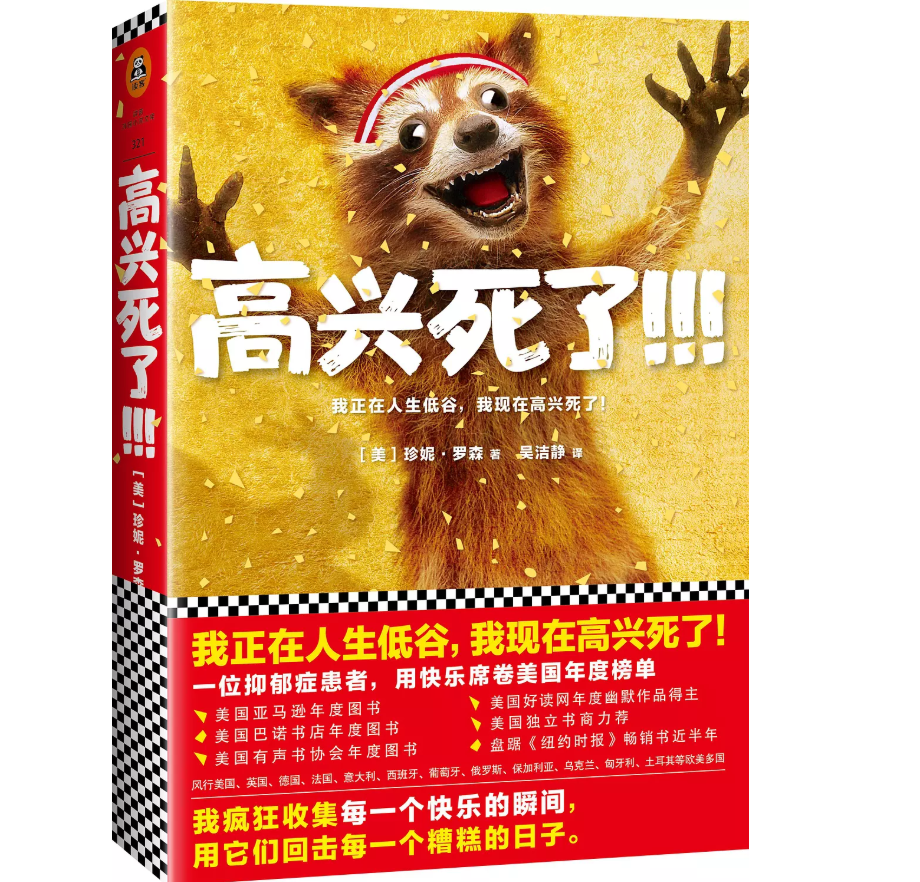 读客
321
高兴死了!!!
[美]珍妮·罗森
高兴死了!!!
我正在人生低谷，我现在高兴死了!
[美]珍妮·罗森 著 吴洁静 译
我正在人生低谷，我现在高兴死了!
一位抑郁症患者，用快乐席卷美国年度榜单
美国亚马逊年度图书
美国巴诺书店年度图书
美国有声书协会年度图书
美国好读网年度幽默作品得主
美国独立书商力荐
盘踞《纽约时报》畅销书近半年
风行美国、英国、德国、法国、意大利、西班牙、葡萄牙、俄罗斯、保加利亚、乌克兰、匈牙利、土耳其等欧美多国
我疯狂收集每一个快乐的瞬间，
用它们回击每一个糟糕的日子。